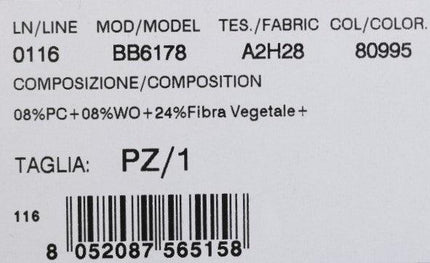 LN/LINE MOD/MODEL TES./FABRIC COL/COLOR.
0116 BB6178 A2H28 80995
COMPOSIZIONE/COMPOSITION
08%PC+08%WO+24%Fibra Vegetale+
TAGLIA: PZ/1
116
8 052087 565158